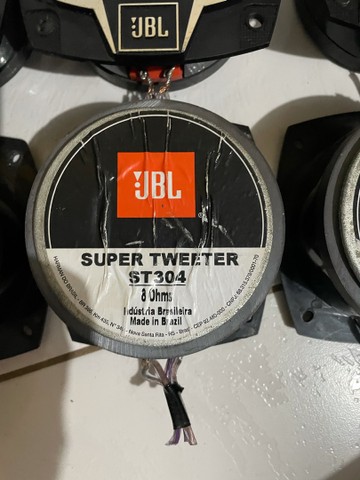 JBL
JBL
SUPER TWEETER
ST304
8 Ohms
Indústria Brasileira
Made in Brazil